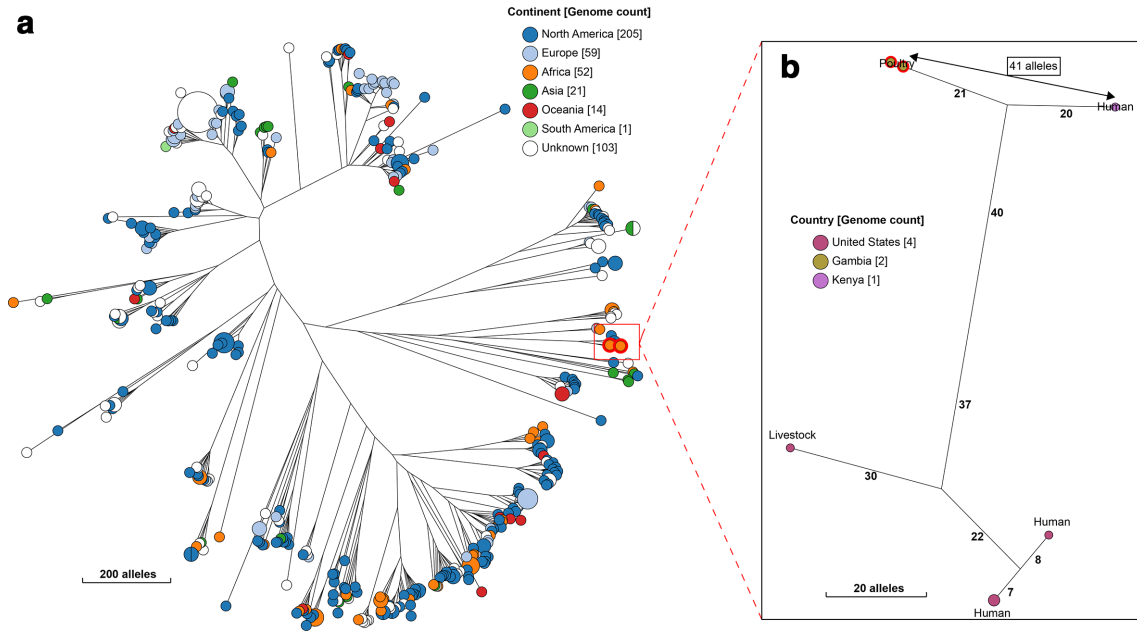 a
Continent [Genome count]
North America [205]
Europe [59]
Africa [52]
Asia [21]
Oceania [14]
South America [1]
Unknown [103]
200 alleles
b
Poultry
41 alleles
21
20
Human
40
Country [Genome count]
United States [4]
Gambia [2]
Kenya [1]
37
Livestock
30
Human
22
8
7
20 alleles
Human